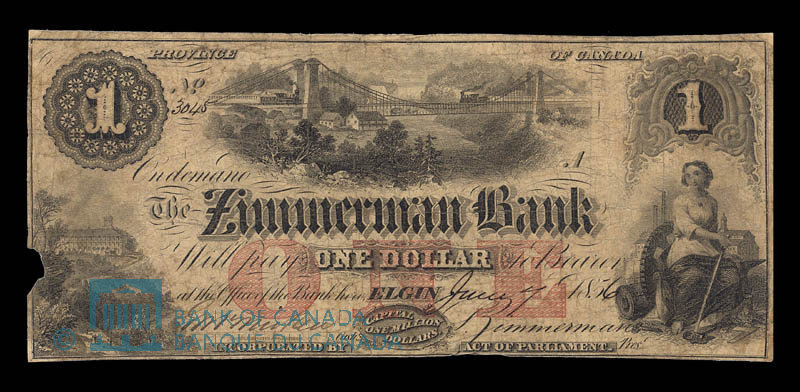 PROVINCE OF CANADA
1
No 3045
1
A
On demand
The Zimmerman Bank
Will pay ONE DOLLAR to Bearer
ONE
at the Office of the Bank here ELGIN
CAPITAL ONE MILLION DOLLARS
Zimmerman
INCORPORATED BY ACT OF PARLIAMENT. Pres.
© BANK OF CANADA
BANQUE DU CANADA